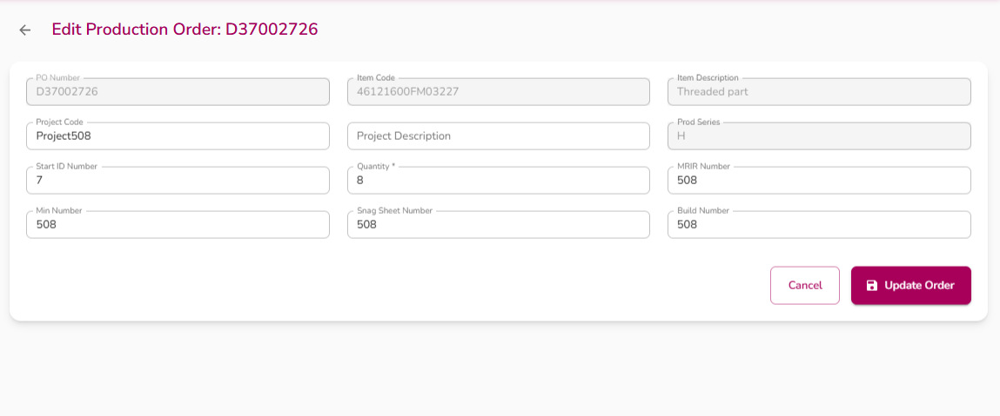 Edit Production Order: D37002726
PO Number
D37002726
Item Code
46121600FM03227
Item Description
Threaded part
Project Code
Project508
Project Description
Prod Series
H
Start ID Number
7
Quantity *
8
MRIR Number
508
Min Number
508
Snag Sheet Number
508
Build Number
508
Cancel
Update Order